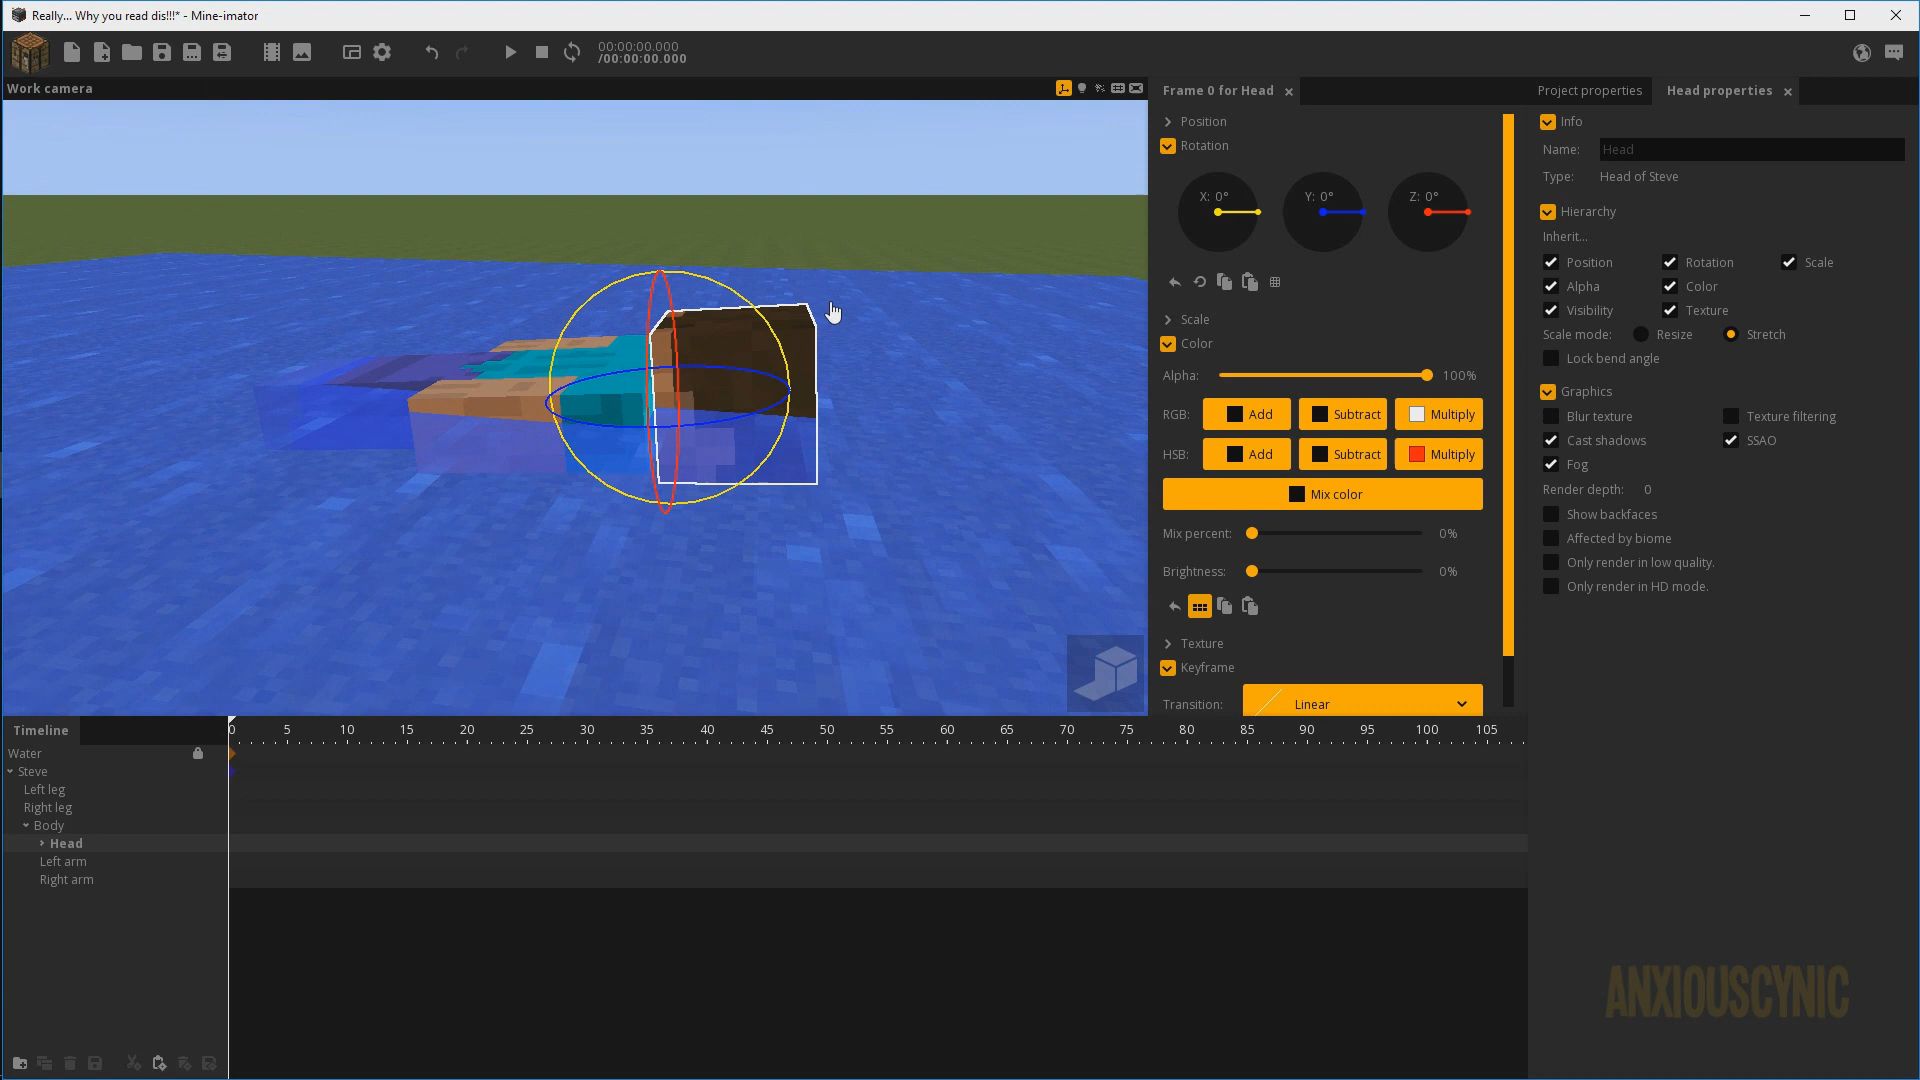 Really... Why you read dis!!!* - Mine-imator
00:00:00.000
/00:00:00.000
Work camera
Frame 0 for Head
Position
Rotation
X: 0° Y: 0° Z: 0°
Scale
Color
Alpha: 100%
RGB: Add Subtract Multiply
HSB: Add Subtract Multiply
Mix color
Mix percent: 0%
Brightness: 0%
Texture
Keyframe
Transition: Linear
Project properties Head properties
Info
Name: Head
Type: Head of Steve
Hierarchy
Inherit...
Position Rotation Scale
Alpha Color
Visibility Texture
Scale mode: Resize Stretch
Lock bend angle
Graphics
Blur texture Texture filtering
Cast shadows SSAO
Fog
Render depth: 0
Show backfaces
Affected by biome
Only render in low quality.
Only render in HD mode.
Timeline
0 5 10 15 20 25 30 35 40 45 50 55 60 65 70 75 80 85 90 95 100 105
Water
Steve
Left leg
Right leg
Body
Head
Left arm
Right arm
ANXIOUSCYNIC